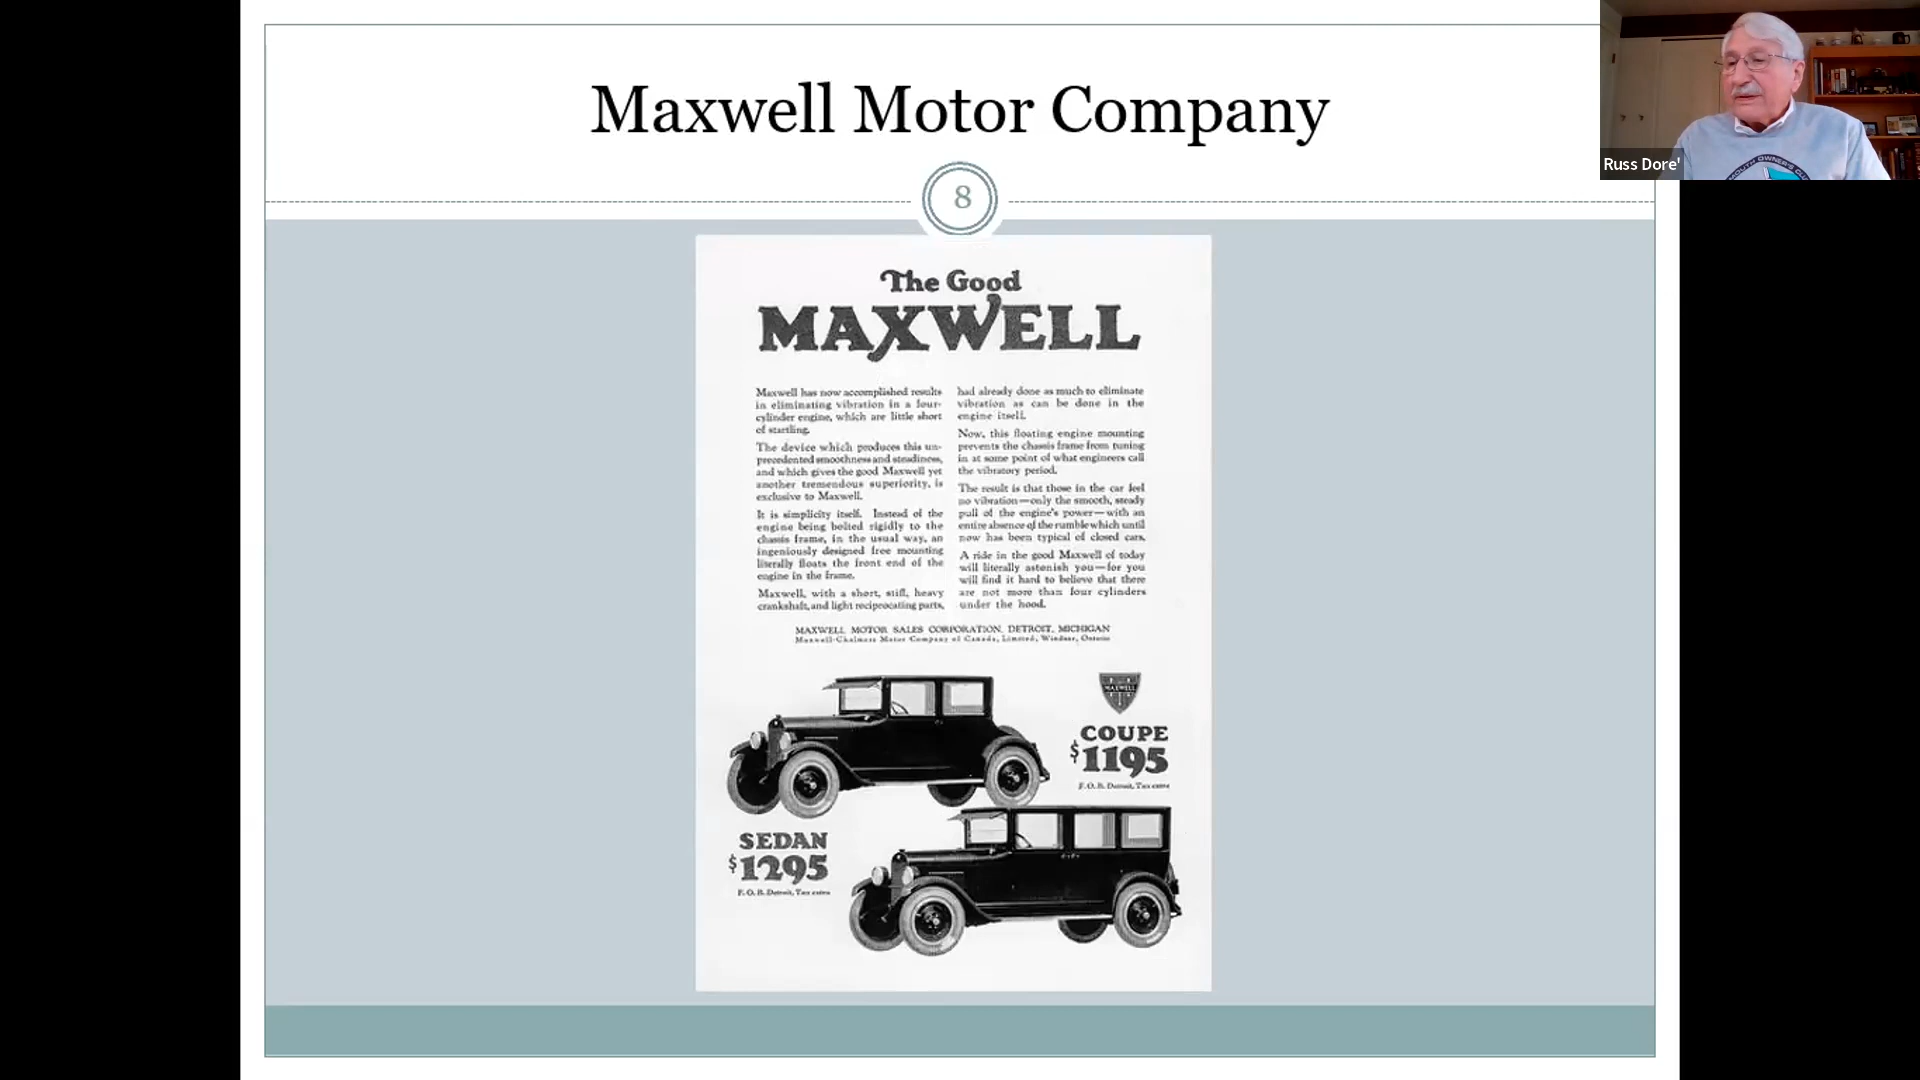 Maxwell Motor Company
8
Russ Dore'
The Good
MAXWELL
Maxwell has now accomplished results
in eliminating vibration in a four-
cylinder engine, which are little short
of startling.
The device which produces this un-
precedented smoothness and steadiness,
and which gives the good Maxwell yet
another tremendous superiority, is
exclusive to Maxwell.
It is simplicity itself. Instead of the
engine being bolted rigidly to the
chassis frame, in the usual way, an
ingeniously designed free mounting
literally floats the front end of the
engine in the frame.
Maxwell, with a short, stiff, heavy
crankshaft, and light reciprocating parts,
had already done as much to eliminate
vibration as can be done in the
engine itself.
Now, this floating engine mounting
prevents the chassis frame from tuning
in at some point of what engineers call
the vibratory period.
The result is that those in the car feel
no vibration—only the smooth, steady
pull of the engine's power—with an
entire absence of the rumble which until
now has been typical of closed cars.
A ride in the good Maxwell of today
will literally astonish you—for you
will find it hard to believe that there
are not more than four cylinders
under the hood.
MAXWELL MOTOR SALES CORPORATION, DETROIT, MICHIGAN
Maxwell-Chalmers Motor Company of Canada, Limited, Windsor, Ontario
MAXWELL
COUPE
$1195
F. O. B. Detroit, Tax extra
SEDAN
$1295
F. O. B. Detroit, Tax extra
MOUTH OWNER'S CLU